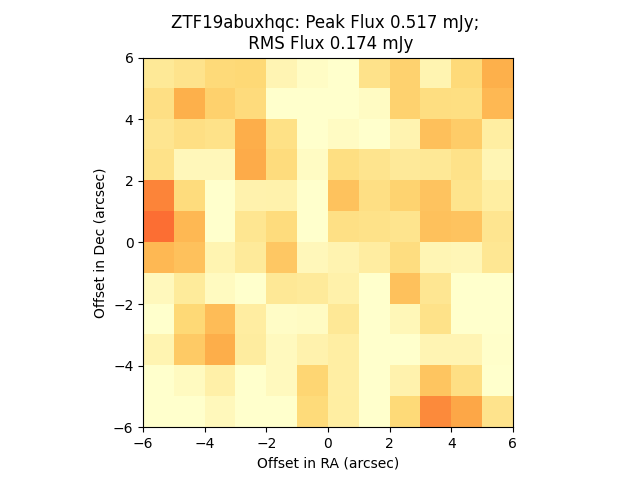 ZTF19abuxhqc: Peak Flux 0.517 mJy;
RMS Flux 0.174 mJy
6
4
2
0
−2
−4
−6
Offset in Dec (arcsec)
−6 −4 −2 0 2 4 6
Offset in RA (arcsec)